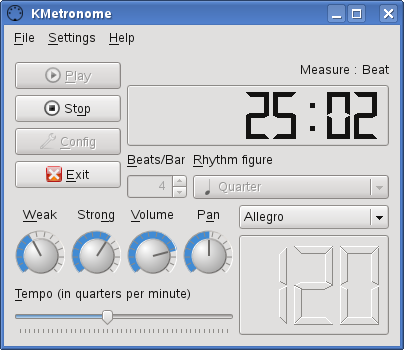 KMetronome
File Settings Help
Play
Measure : Beat
Stop
25:02
Config
Exit
Beats/Bar Rhythm figure
4 Quarter
Weak Strong Volume Pan
Allegro
120
Tempo (in quarters per minute)